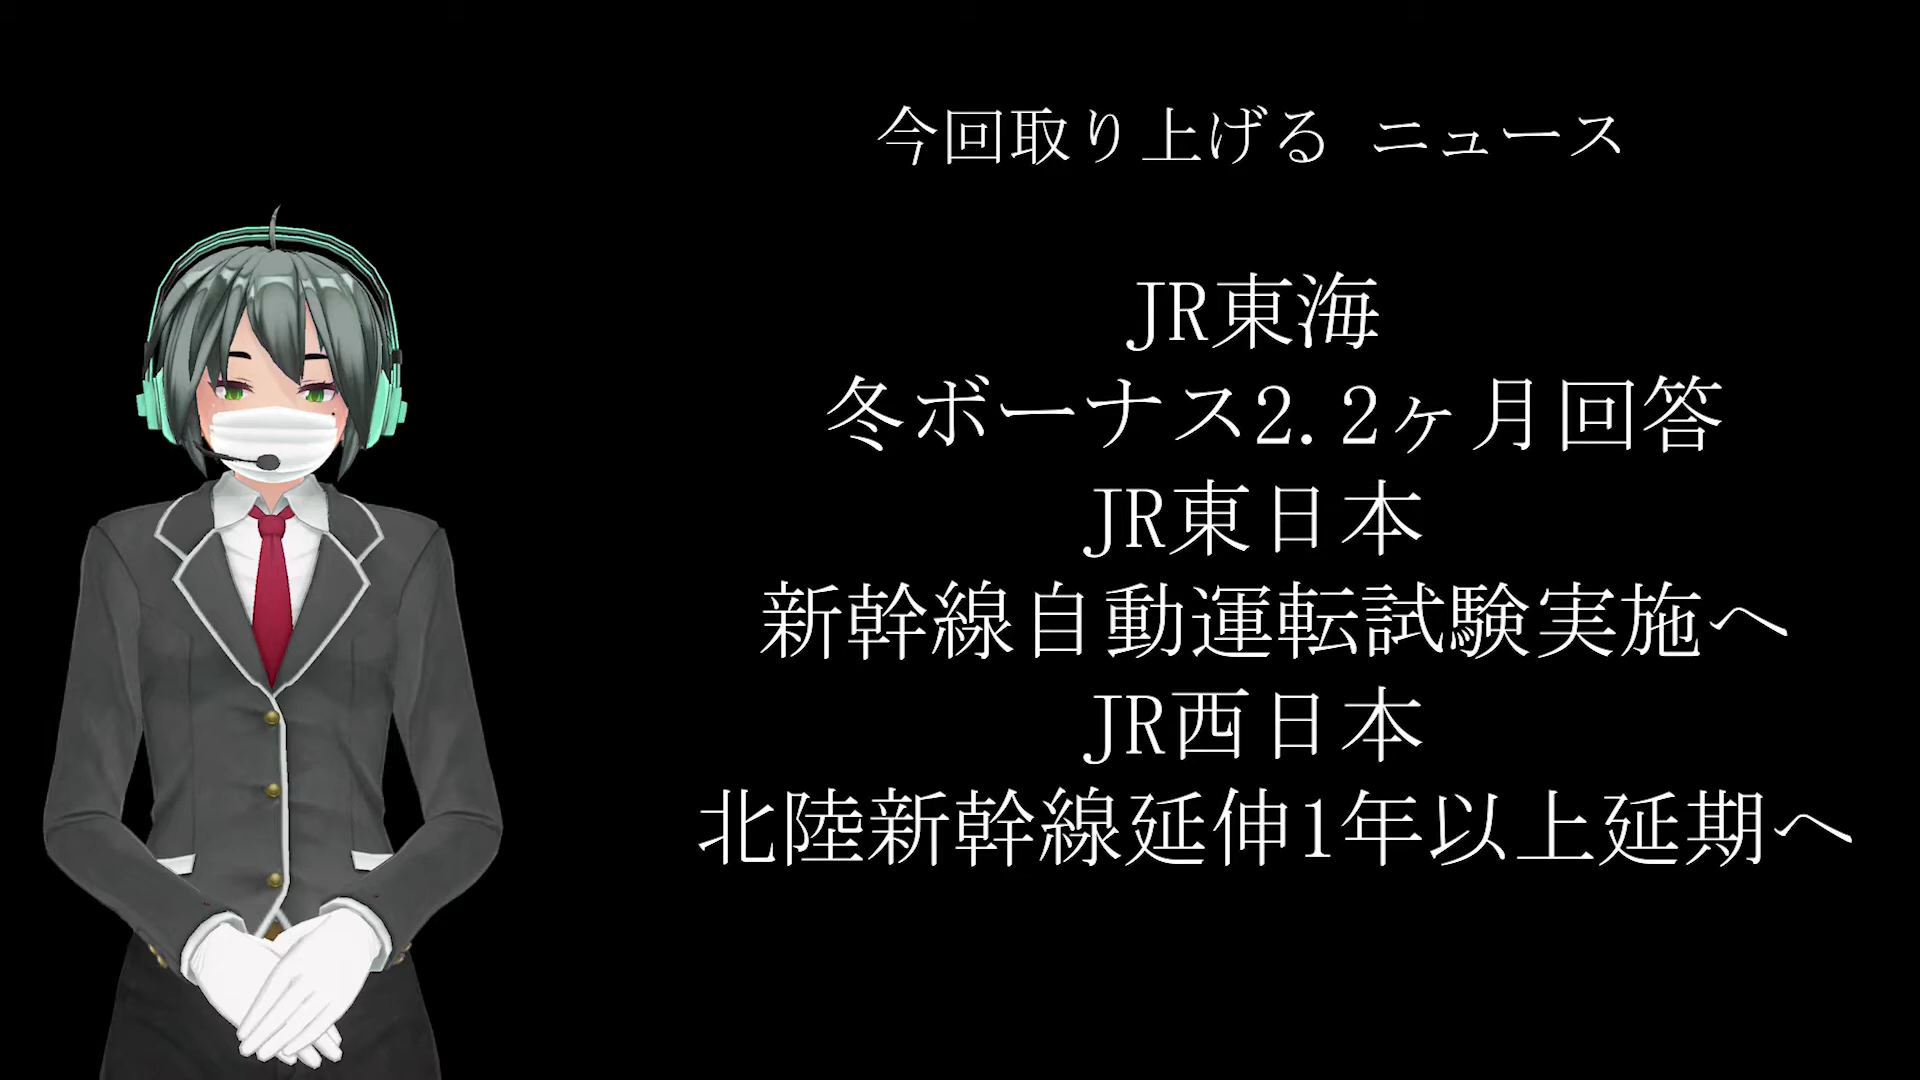 今回取り上げる ニュース
JR東海
冬ボーナス2.2ヶ月回答
JR東日本
新幹線自動運転試験実施へ
JR西日本
北陸新幹線延伸1年以上延期へ